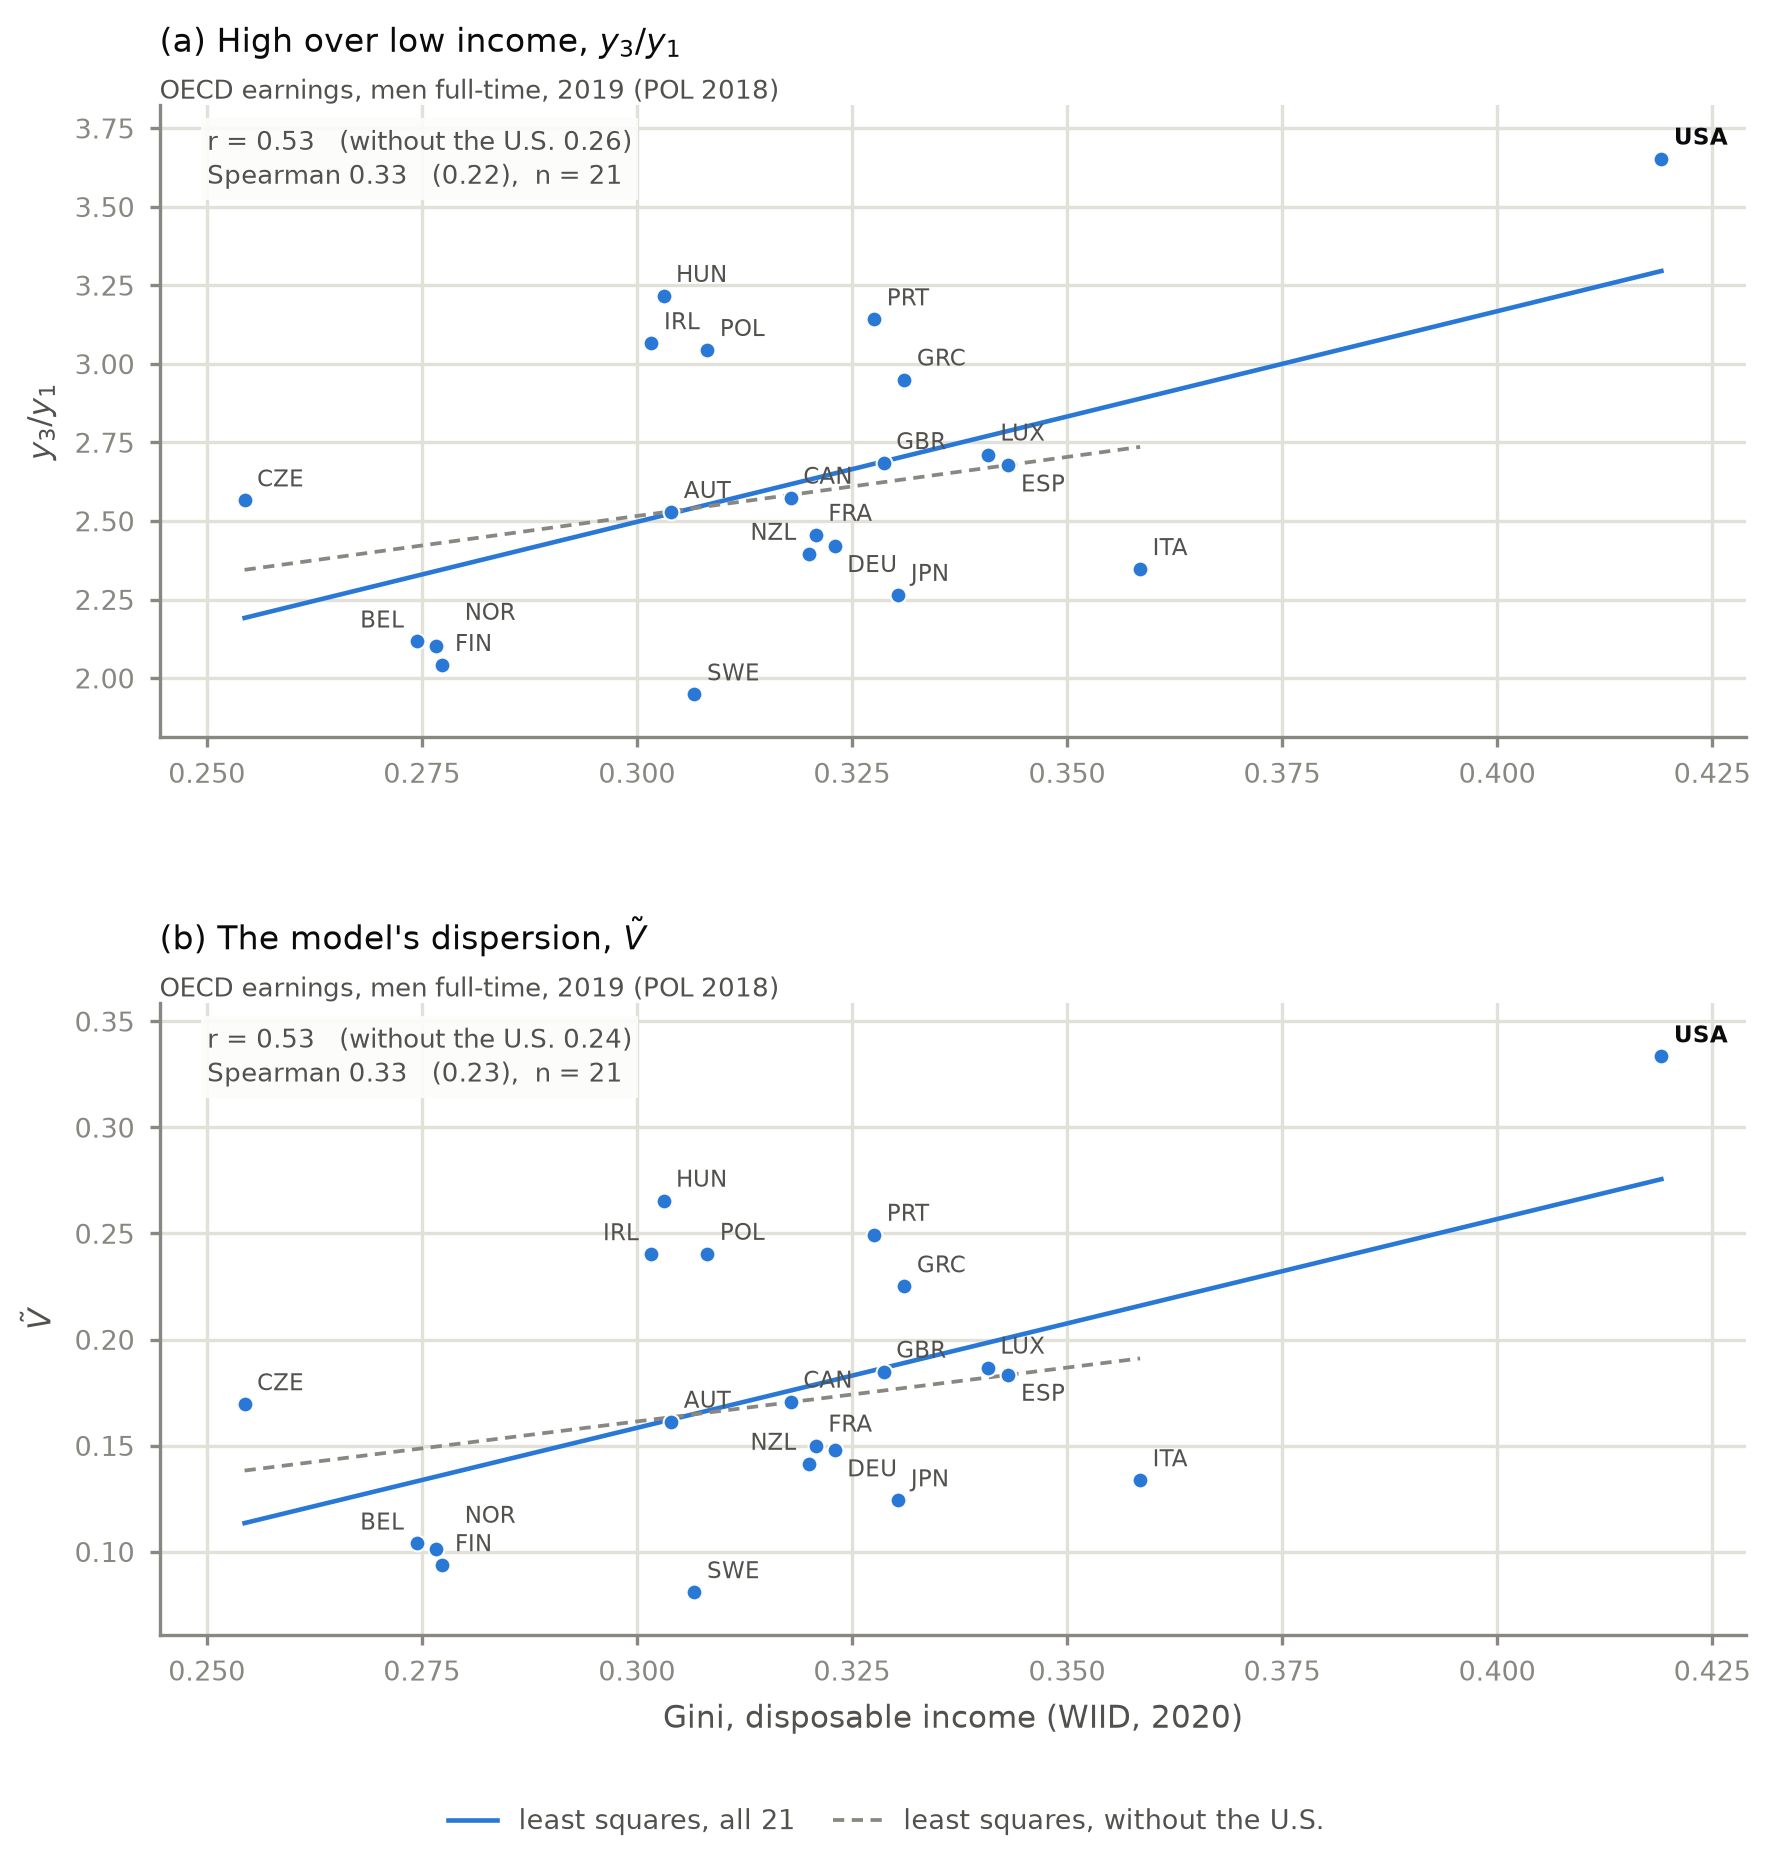 (a) High over low income, y₃/y₁
OECD earnings, men full-time, 2019 (POL 2018)
r = 0.53 (without the U.S. 0.26)
Spearman 0.33 (0.22), n = 21
y₃/y₁
3.75
3.50
3.25
3.00
2.75
2.50
2.25
2.00
USA
HUN
PRT
IRL
POL
GRC
GBR
LUX
CZE
CAN
ESP
AUT
FRA
NZL
ITA
DEU
JPN
BEL
NOR
FIN
SWE
0.250 0.275 0.300 0.325 0.350 0.375 0.400 0.425
(b) The model's dispersion, Ṽ
OECD earnings, men full-time, 2019 (POL 2018)
r = 0.53 (without the U.S. 0.24)
Spearman 0.33 (0.23), n = 21
Ṽ
0.35
0.30
0.25
0.20
0.15
0.10
USA
HUN
PRT
IRL
POL
GRC
GBR
LUX
CZE
CAN
ESP
AUT
FRA
NZL
ITA
DEU
JPN
BEL
NOR
FIN
SWE
0.250 0.275 0.300 0.325 0.350 0.375 0.400 0.425
Gini, disposable income (WIID, 2020)
least squares, all 21
least squares, without the U.S.